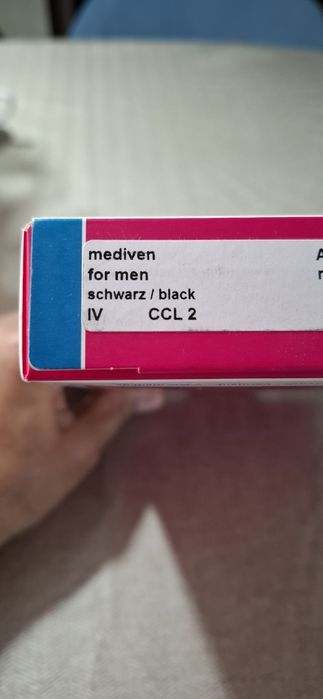 mediven
for men
schwarz / black
IV CCL 2